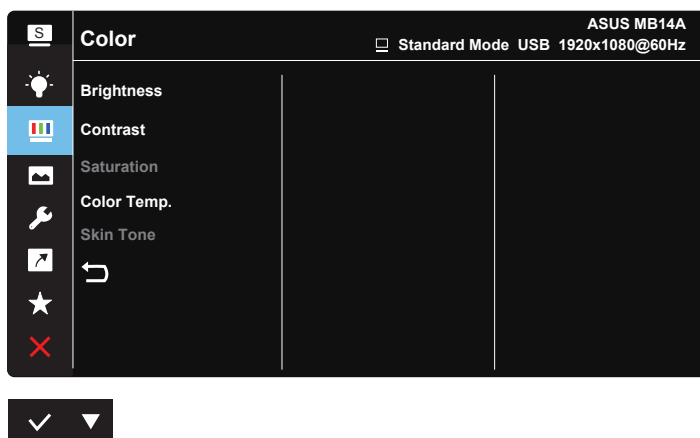 S
Color
ASUS MB14A
Standard Mode USB 1920x1080@60Hz
Brightness
Contrast
Saturation
Color Temp.
Skin Tone